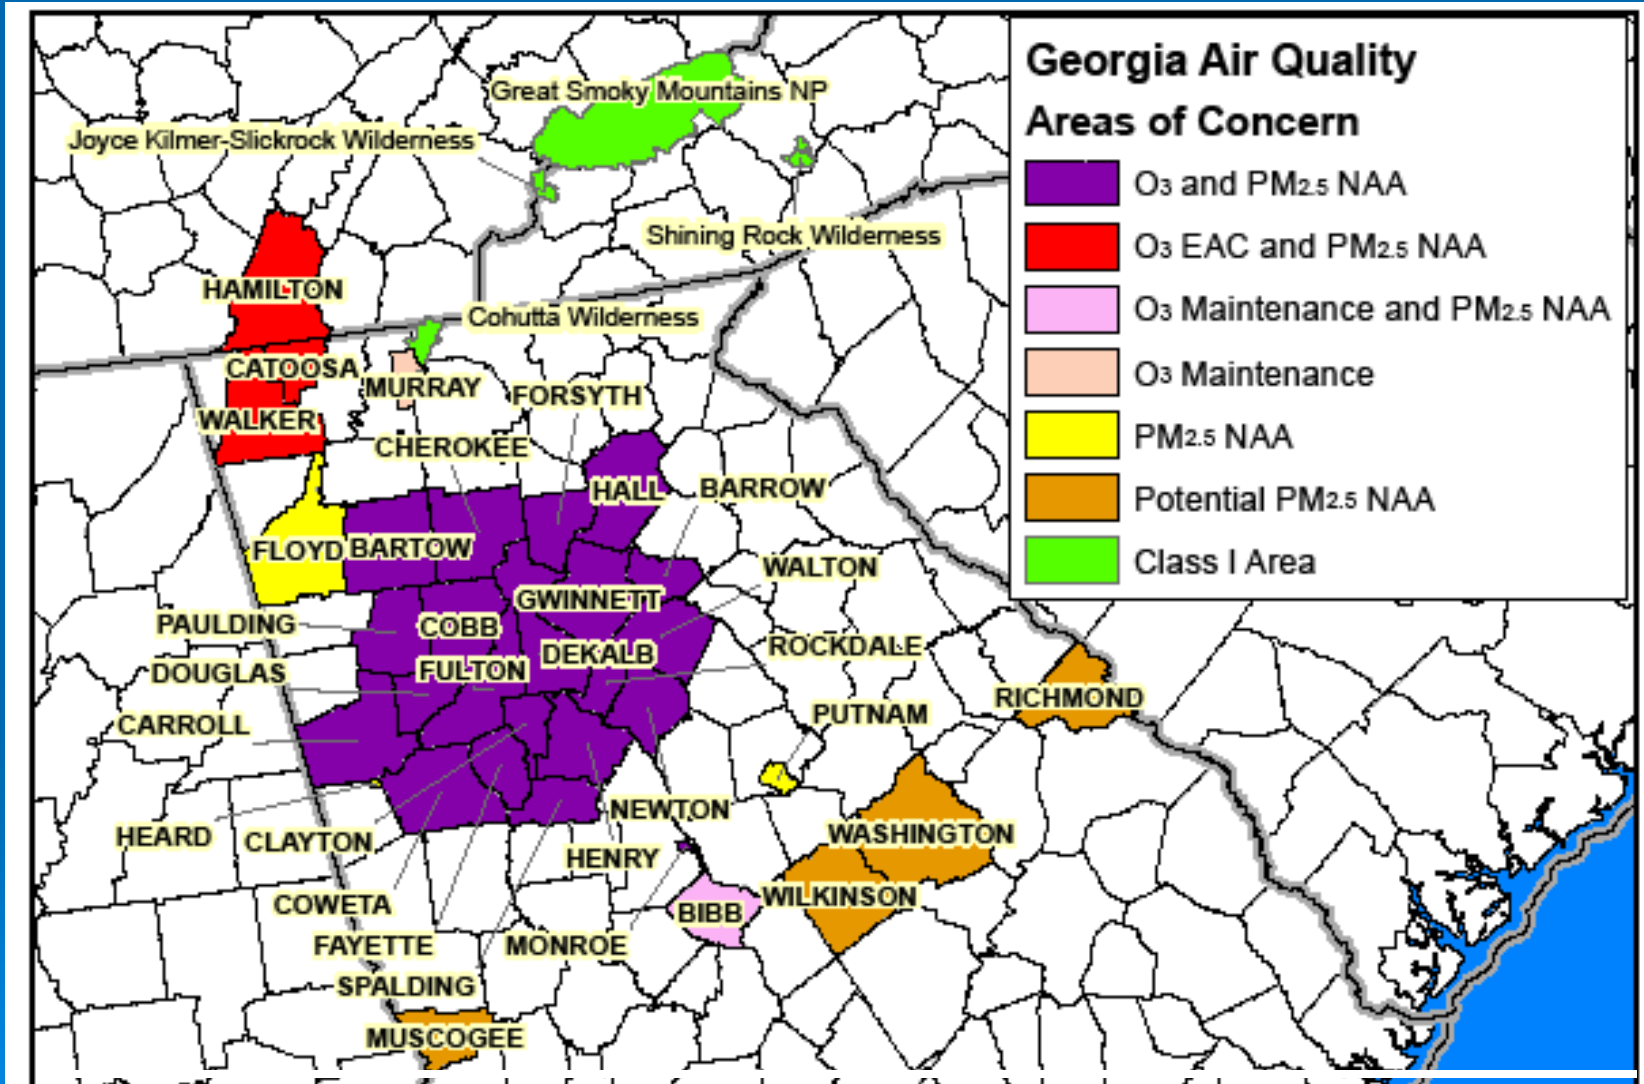 Georgia Air Quality
Areas of Concern
O3 and PM2.5 NAA
O3 EAC and PM2.5 NAA
O3 Maintenance and PM2.5 NAA
O3 Maintenance
PM2.5 NAA
Potential PM2.5 NAA
Class I Area
Great Smoky Mountains NP
Joyce Kilmer-Slickrock Wilderness
Shining Rock Wilderness
HAMILTON
Cohutta Wilderness
CATOOSA
MURRAY
FORSYTH
WALKER
CHEROKEE
HALL
BARROW
FLOYD
BARTOW
WALTON
GWINNETT
PAULDING
COBB
DEKALB
ROCKDALE
DOUGLAS
FULTON
RICHMOND
CARROLL
PUTNAM
NEWTON
HEARD
CLAYTON
WASHINGTON
HENRY
WILKINSON
COWETA
BIBB
FAYETTE
MONROE
SPALDING
MUSCOGEE